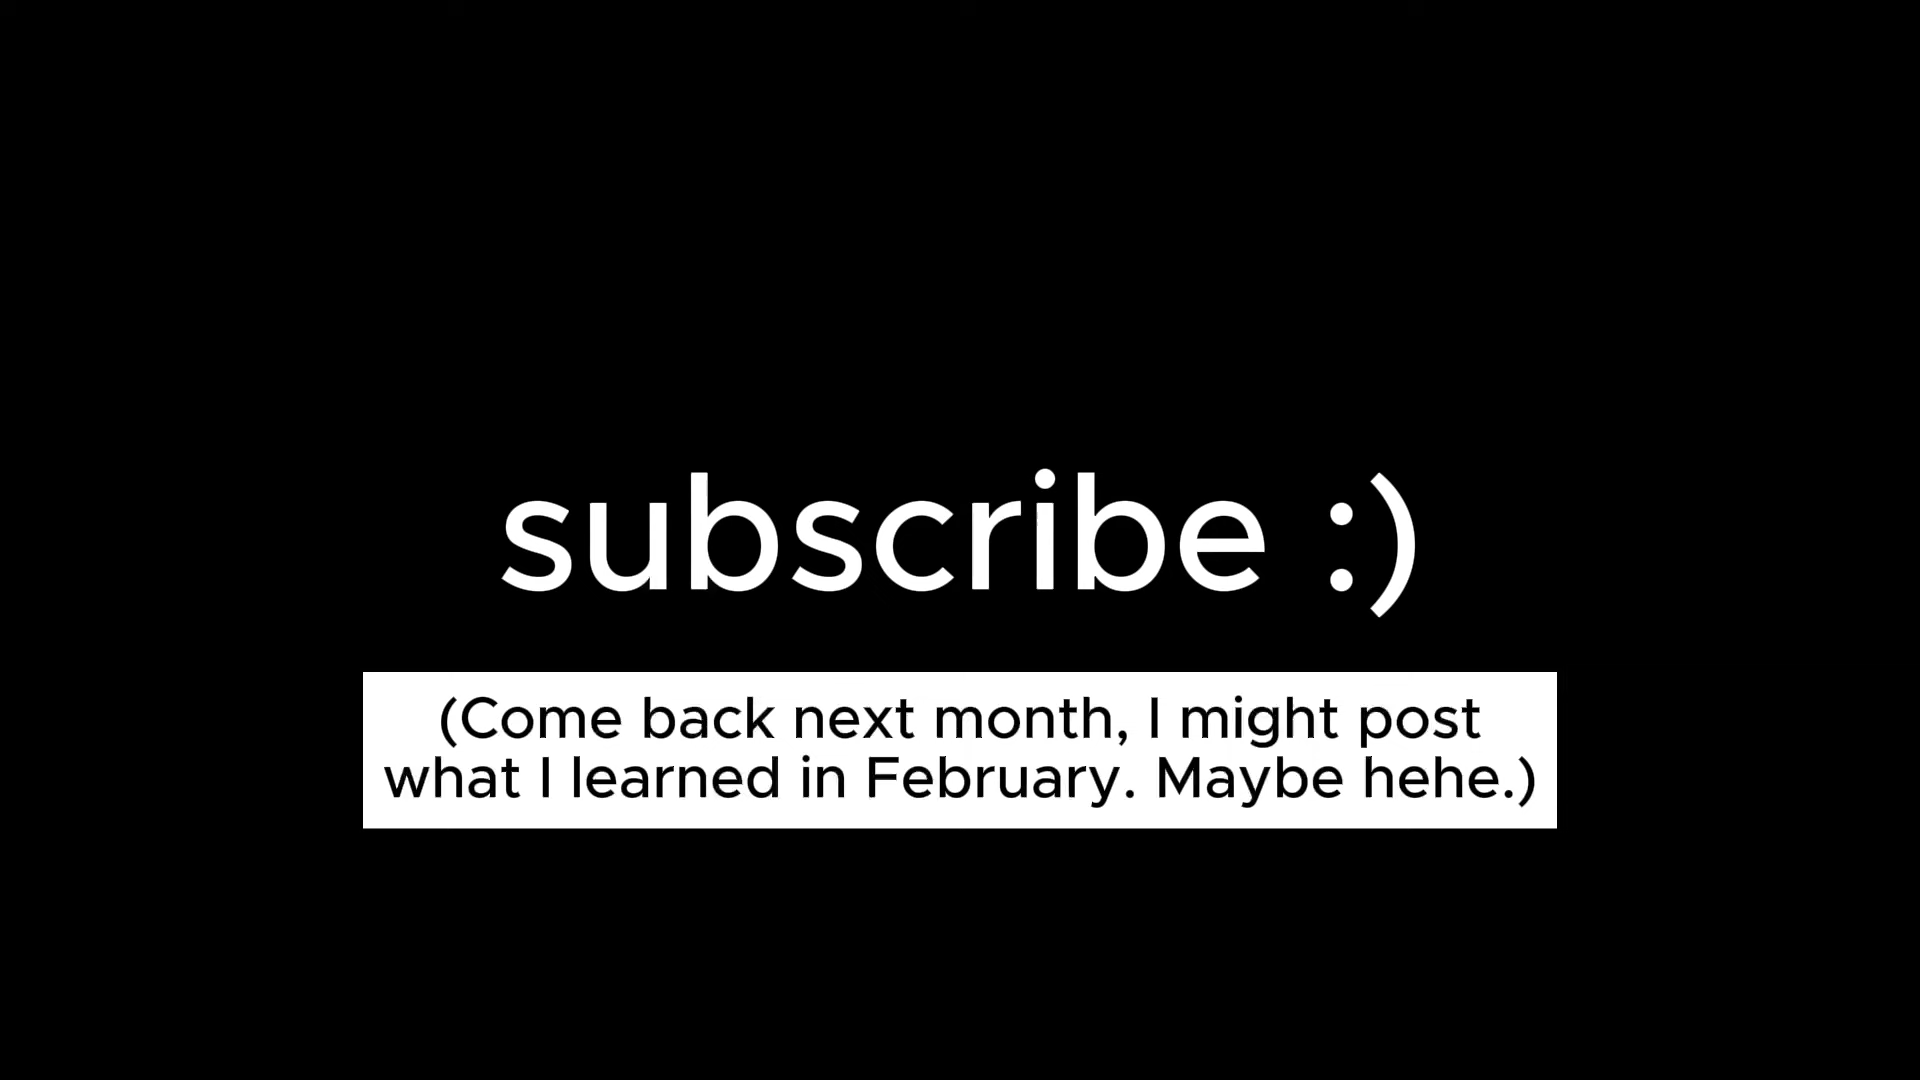 subscribe :)
(Come back next month, I might post
what I learned in February. Maybe hehe.)